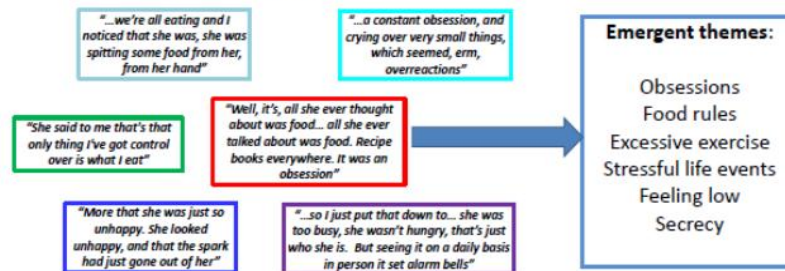 “...we’re all eating and I
noticed that she was, she was
spitting some food from her,
from her hand”
“...a constant obsession, and
crying over very small things,
which seemed, erm,
overreactions”
“She said to me that’s that
only thing I’ve got control
over is what I eat”
“Well, it’s, all she ever thought
about was food... all she ever
talked about was food. Recipe
books everywhere. It was an
obsession”
“More that she was just so
unhappy. She looked
unhappy, and that the spark
had just gone out of her”
“...so I just put that down to... she was
too busy, she wasn’t hungry, that’s just
who she is.  But seeing it on a daily basis
in person it set alarm bells”
Emergent themes:
Obsessions
Food rules
Excessive exercise
Stressful life events
Feeling low
Secrecy